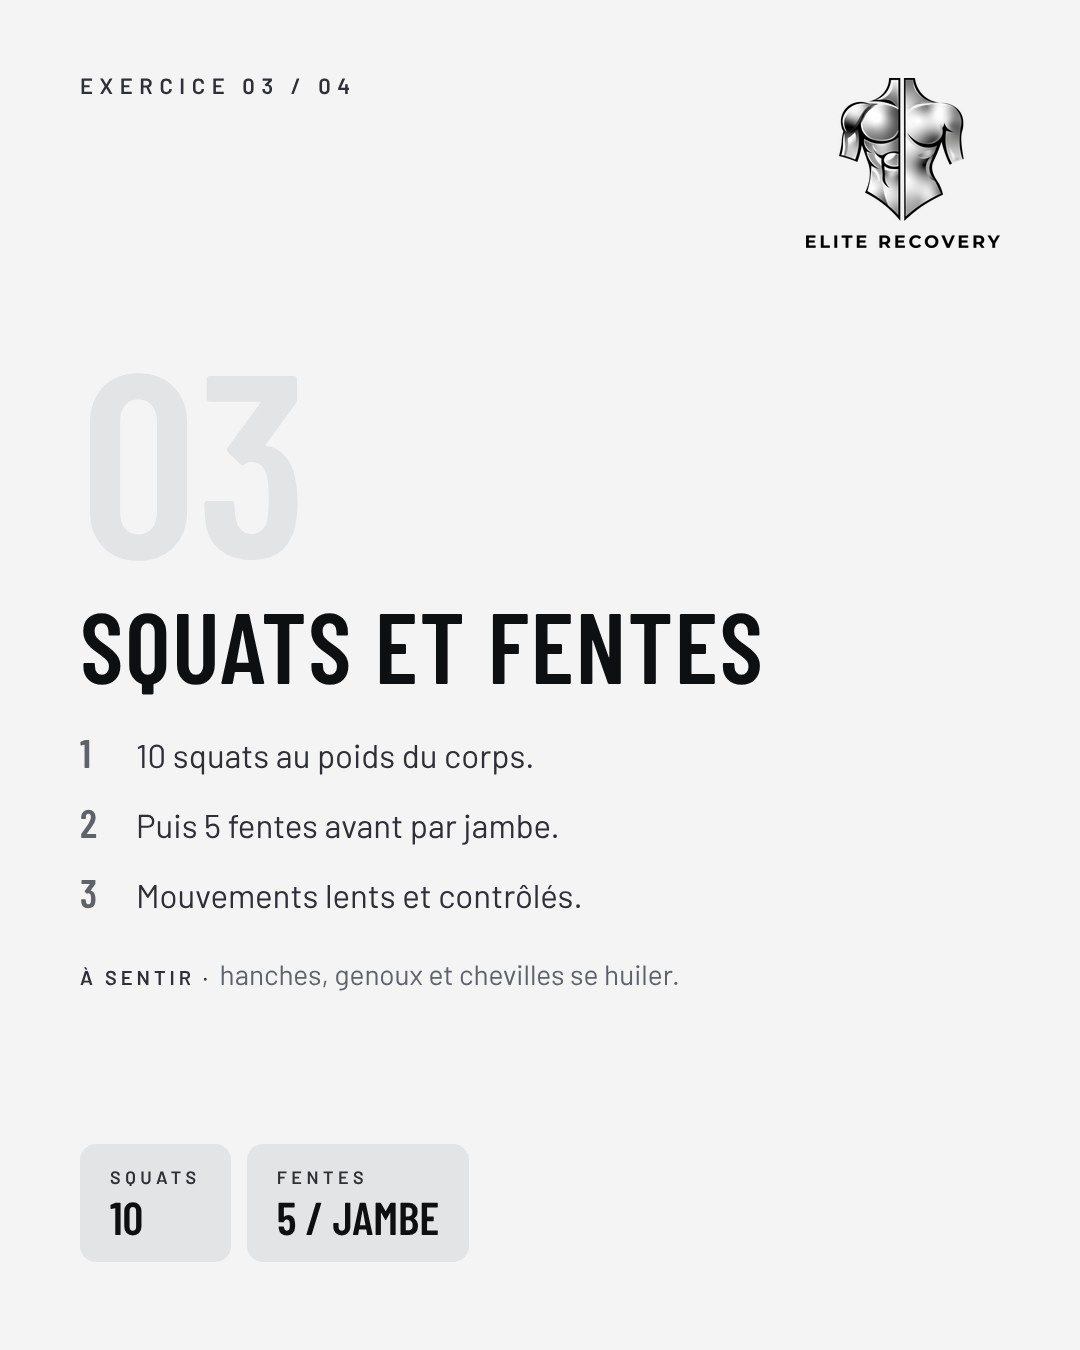 EXERCICE 03 / 04
ELITE RECOVERY
03
SQUATS ET FENTES
1 10 squats au poids du corps.
2 Puis 5 fentes avant par jambe.
3 Mouvements lents et contrôlés.
À SENTIR · hanches, genoux et chevilles se huiler.
SQUATS
10
FENTES
5 / JAMBE